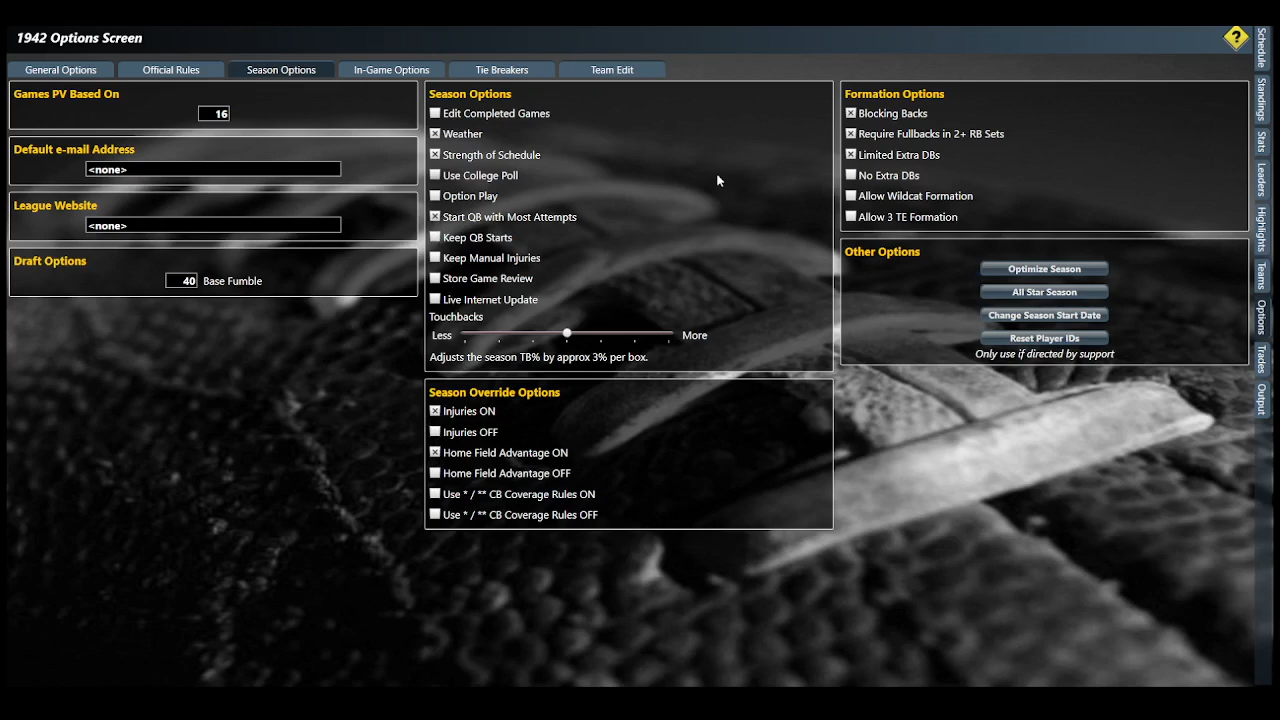 1942 Options Screen
?
General Options
Official Rules
Season Options
In-Game Options
Tie Breakers
Team Edit
Games PV Based On
16
Default e-mail Address
<none>
League Website
<none>
Draft Options
40 Base Fumble
Season Options
Edit Completed Games
Weather
Strength of Schedule
Use College Poll
Option Play
Start QB with Most Attempts
Keep QB Starts
Keep Manual Injuries
Store Game Review
Live Internet Update
Touchbacks
Less More
Adjusts the season TB% by approx 3% per box.
Season Override Options
Injuries ON
Injuries OFF
Home Field Advantage ON
Home Field Advantage OFF
Use * / ** CB Coverage Rules ON
Use * / ** CB Coverage Rules OFF
Formation Options
Blocking Backs
Require Fullbacks in 2+ RB Sets
Limited Extra DBs
No Extra DBs
Allow Wildcat Formation
Allow 3 TE Formation
Other Options
Optimize Season
All Star Season
Change Season Start Date
Reset Player IDs
Only use if directed by support
Schedule
Standings
Stats
Leaders
Highlights
Teams
Options
Trades
Output